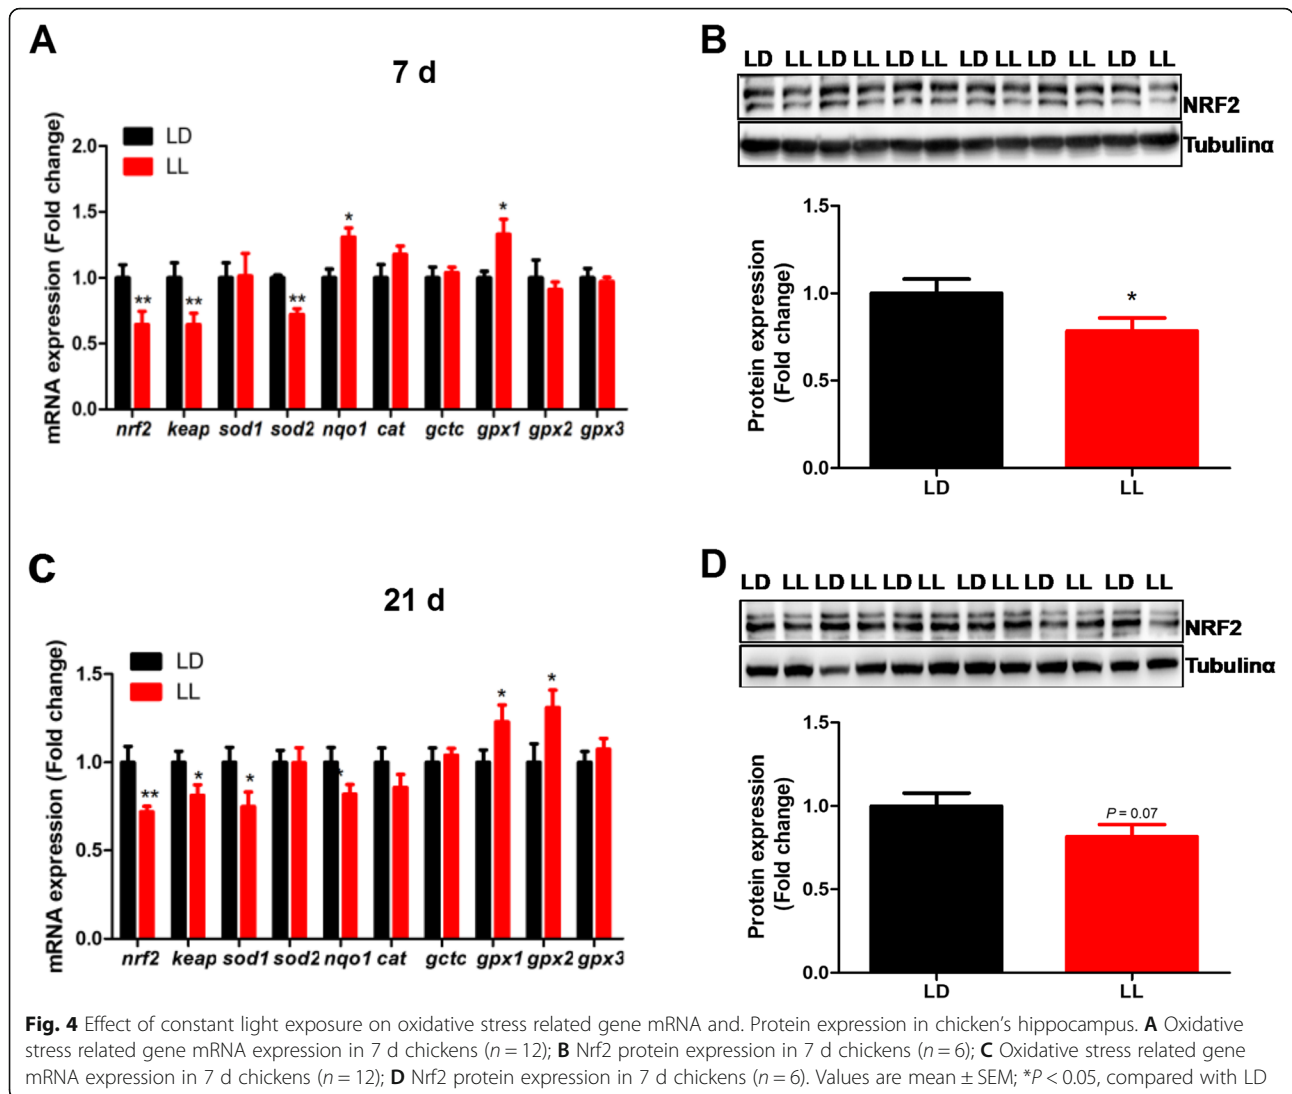 A
7 d
LD
LL
mRNA expression (Fold change)
2.0
1.5
1.0
0.5
0.0
** ** ** * *
nrf2 keap sod1 sod2 nqo1 cat gctc gpx1 gpx2 gpx3
B
LD LL LD LL LD LL LD LL LD LL LD LL
NRF2
Tubulinα
Protein expression
(Fold change)
1.5
1.0
0.5
0.0
*
LD LL
C
21 d
LD
LL
mRNA expression (Fold change)
1.5
1.0
0.5
0.0
** * * * * *
nrf2 keap sod1 sod2 nqo1 cat gctc gpx1 gpx2 gpx3
D
LD LL LD LL LD LL LD LL LD LL LD LL
NRF2
Tubulinα
Protein expression
(Fold change)
1.5
1.0
0.5
0.0
P = 0.07
LD LL
Fig. 4 Effect of constant light exposure on oxidative stress related gene mRNA and. Protein expression in chicken's hippocampus. A Oxidative
stress related gene mRNA expression in 7 d chickens (n = 12); B Nrf2 protein expression in 7 d chickens (n = 6); C Oxidative stress related gene
mRNA expression in 7 d chickens (n = 12); D Nrf2 protein expression in 7 d chickens (n = 6). Values are mean ± SEM; *P < 0.05, compared with LD